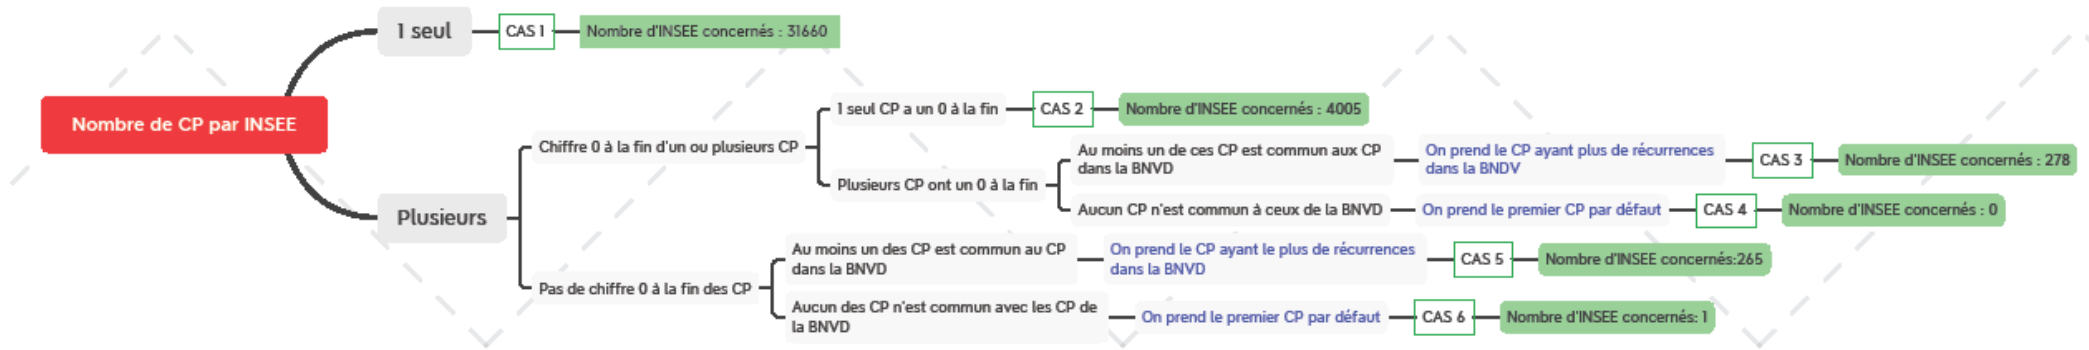 Nombre de CP par INSEE
1 seul
CAS 1
Nombre d'INSEE concernés : 31660
Plusieurs
Chiffre 0 à la fin d'un ou plusieurs CP
1 seul CP a un 0 à la fin
CAS 2
Nombre d'INSEE concernés : 4005
Plusieurs CP ont un 0 à la fin
Au moins un de ces CP est commun aux CP
dans la BNVD
On prend le CP ayant plus de récurrences
dans la BNDV
CAS 3
Nombre d'INSEE concernés : 278
Aucun CP n'est commun à ceux de la BNVD
On prend le premier CP par défaut
CAS 4
Nombre d'INSEE concernés : 0
Pas de chiffre 0 à la fin des CP
Au moins un des CP est commun au CP
dans la BNVD
On prend le CP ayant le plus de récurrences
dans la BNVD
CAS 5
Nombre d'INSEE concernés:265
Aucun des CP n'est commun avec les CP de
la BNVD
On prend le premier CP par défaut
CAS 6
Nombre d'INSEE concernés: 1